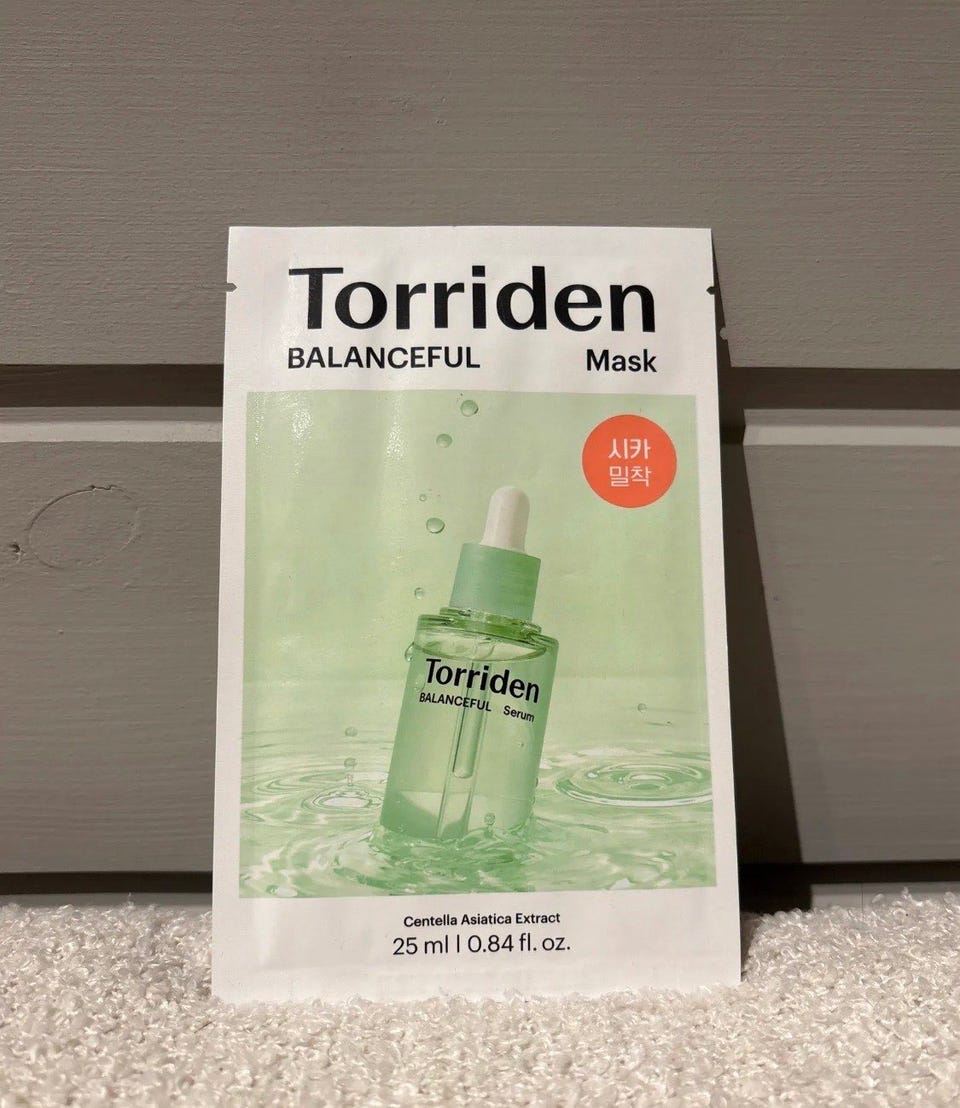 Torriden
BALANCEFUL Mask
시카
밀착
Torriden
BALANCEFUL Serum
Centella Asiatica Extract
25 ml | 0.84 fl. oz.